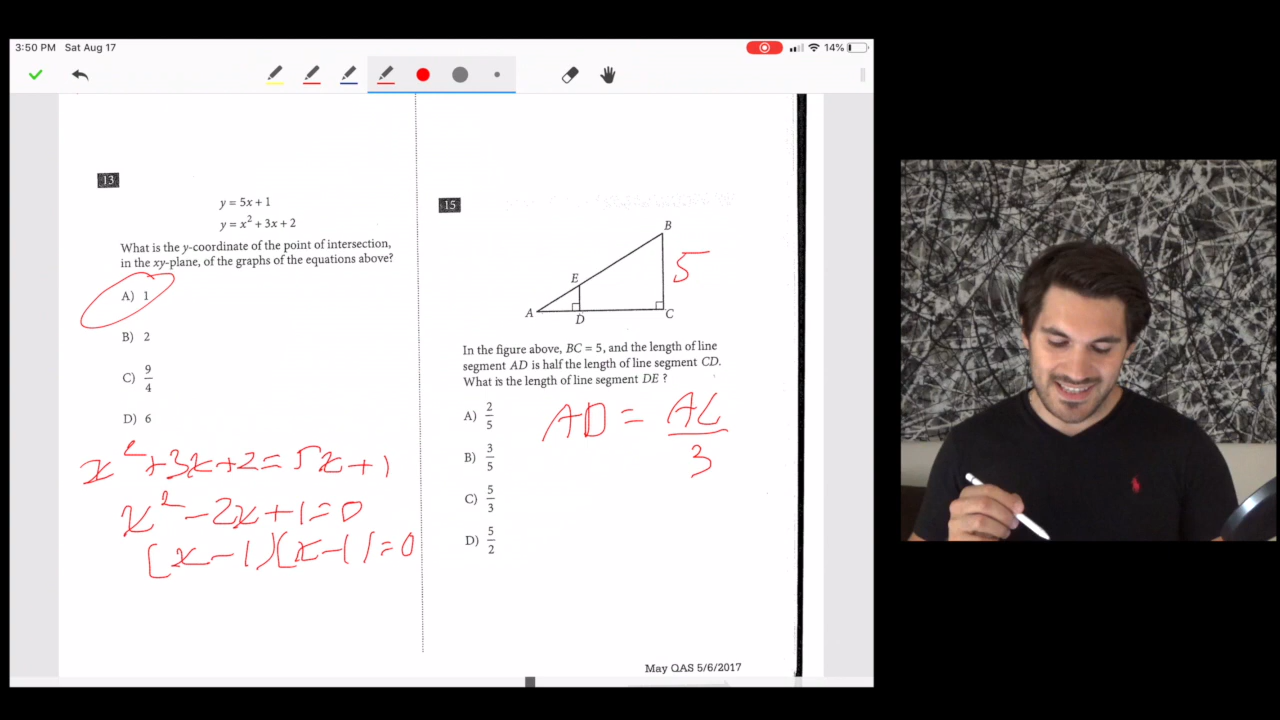 3:50 PM Sat Aug 17
14%
13
y = 5x + 1
y = x² + 3x + 2
What is the y-coordinate of the point of intersection,
in the xy-plane, of the graphs of the equations above?
A) 1
B) 2
C) 9/4
D) 6
x² + 3x + 2 = 5x + 1
x² - 2x + 1 = 0
(x - 1)(x - 1) = 0
15
B
E
5
A
D
C
In the figure above, BC = 5, and the length of line
segment AD is half the length of line segment CD.
What is the length of line segment DE ?
A) 2/5
B) 3/5
C) 5/3
D) 5/2
AD = AC/3
May QAS 5/6/2017